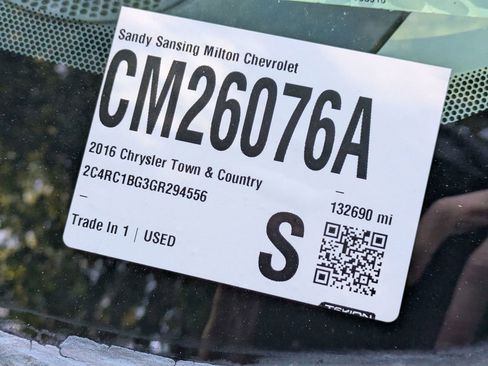 Sandy Sansing Milton Chevrolet
CM26076A
2016 Chrysler Town & Country
2C4RC1BG3GR294556
132690 mi
Trade In 1 | USED
S
TEKION